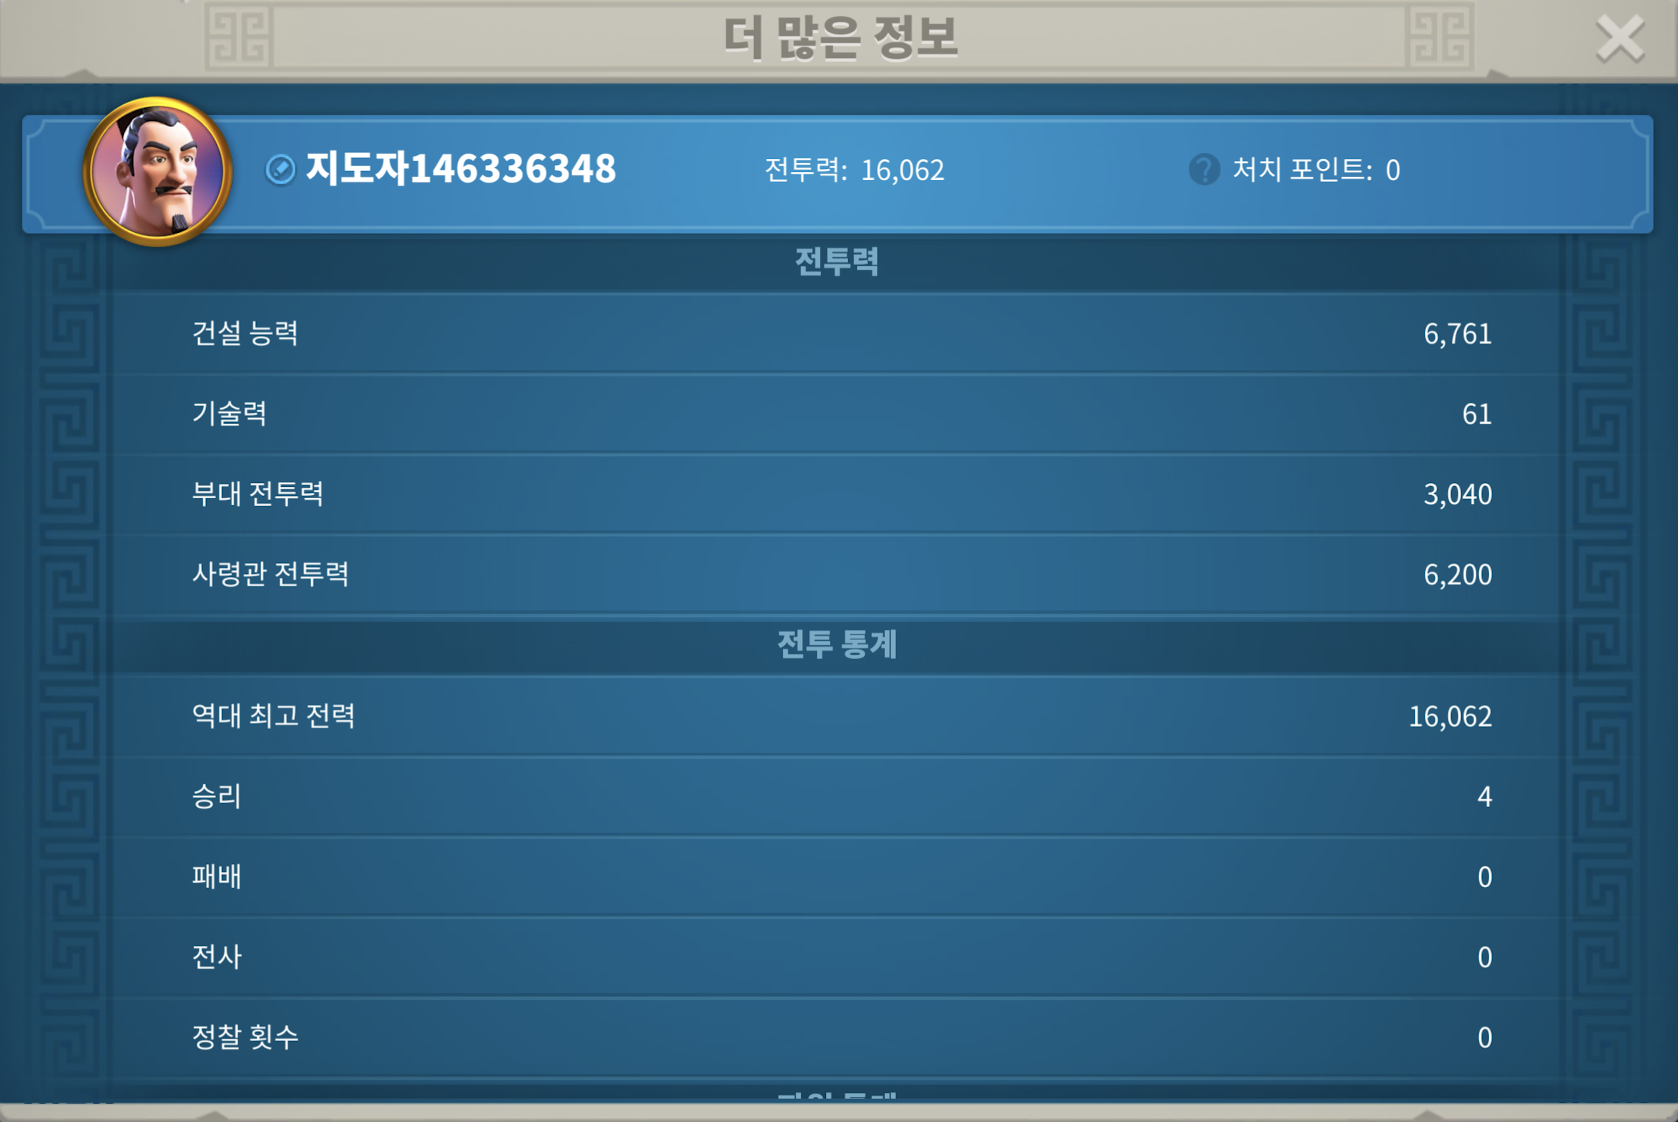 더 많은 정보
지도자146336348 전투력: 16,062 처치 포인트: 0
전투력
건설 능력 6,761
기술력 61
부대 전투력 3,040
사령관 전투력 6,200
전투 통계
역대 최고 전력 16,062
승리 4
패배 0
전사 0
정찰 횟수 0